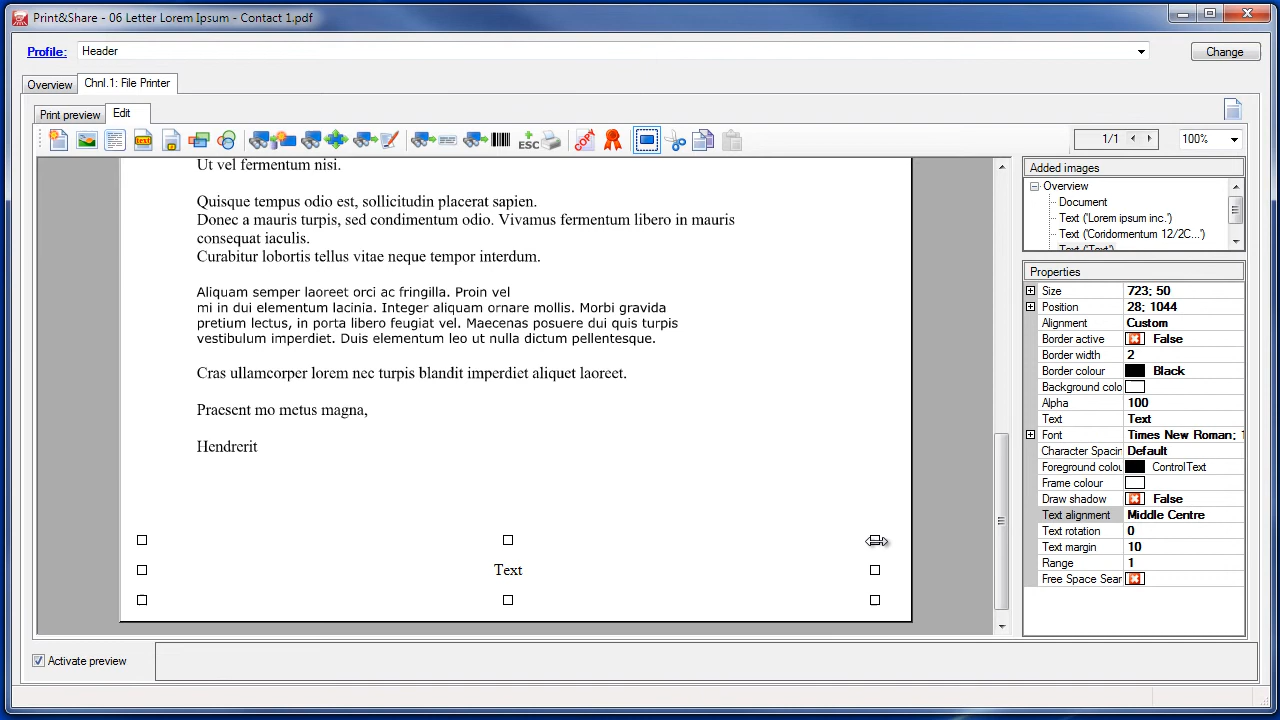 Print&Share - 06 Letter Lorem Ipsum - Contact 1.pdf
Profile: Header Change
Overview Chnl.1: File Printer
Print preview Edit
text ESC COPY 1/1 100%
Ut vel fermentum nisi.
Quisque tempus odio est, sollicitudin placerat sapien.
Donec a mauris turpis, sed condimentum odio. Vivamus fermentum libero in mauris
consequat iaculis.
Curabitur lobortis tellus vitae neque tempor interdum.
Aliquam semper laoreet orci ac fringilla. Proin vel
mi in dui elementum lacinia. Integer aliquam ornare mollis. Morbi gravida
pretium lectus, in porta libero feugiat vel. Maecenas posuere dui quis turpis
vestibulum imperdiet. Duis elementum leo ut nulla dictum pellentesque.
Cras ullamcorper lorem nec turpis blandit imperdiet aliquet laoreet.
Praesent mo metus magna,
Hendrerit
Text
Added images
Overview
Document
Text ('Lorem ipsum inc.')
Text ('Coridormentum 12/2C...')
Text ('Text')
Properties
Size 723; 50
Position 28; 1044
Alignment Custom
Border active False
Border width 2
Border colour Black
Background colo
Alpha 100
Text Text
Font Times New Roman; 1
Character Spacin Default
Foreground colou ControlText
Frame colour
Draw shadow False
Text alignment Middle Centre
Text rotation 0
Text margin 10
Range 1
Free Space Sear
Activate preview